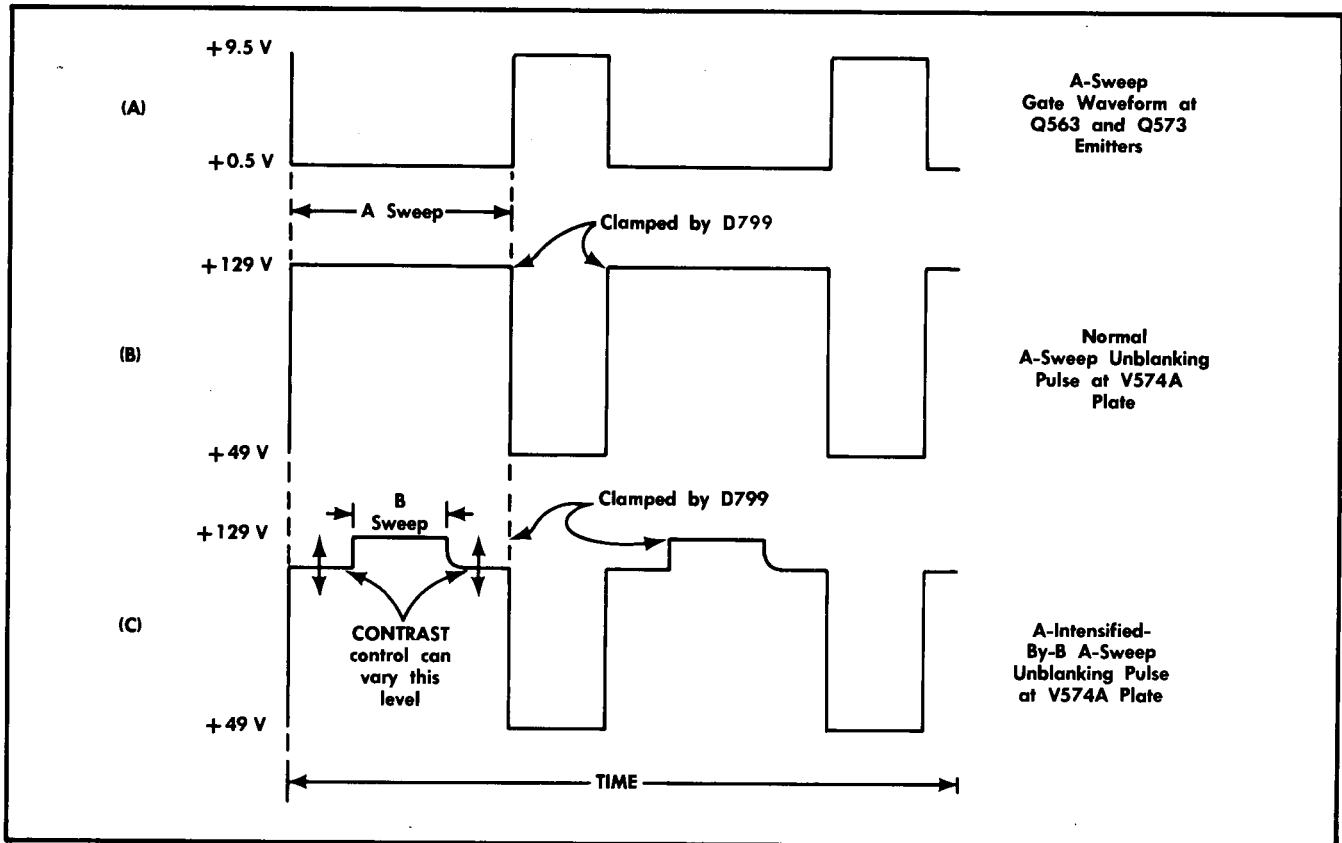 (A)
+9.5 V
+0.5 V
A-Sweep
Gate Waveform at
Q563 and Q573
Emitters
A Sweep
Clamped by D799
(B)
+129 V
+49 V
Normal
A-Sweep Unblanking
Pulse at V574A
Plate
(C)
+129 V
B
Sweep
Clamped by D799
CONTRAST
control can
vary this
level
+49 V
A-Intensified-
By-B A-Sweep
Unblanking Pulse
at V574A Plate
TIME